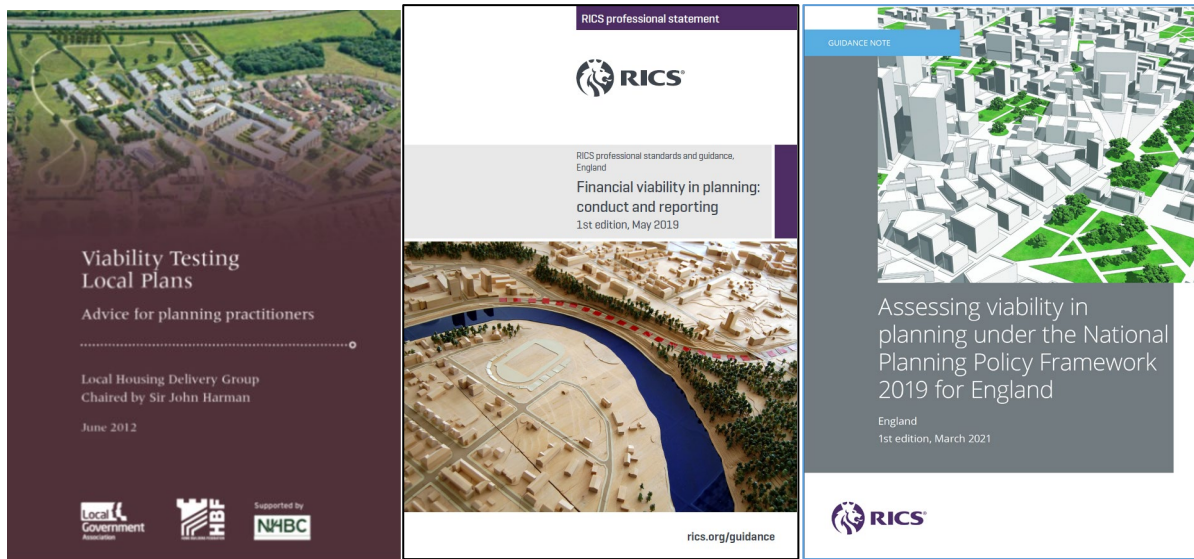 Viability Testing
Local Plans
Advice for planning practitioners
Local Housing Delivery Group
Chaired by Sir John Harman
June 2012
Local
Government
Association
HBF
HOME BUILDERS FEDERATION
Supported by
NHBC
RICS professional statement
RICS
RICS professional standards and guidance,
England
Financial viability in planning:
conduct and reporting
1st edition, May 2019
rics.org/guidance
GUIDANCE NOTE
Assessing viability in
planning under the National
Planning Policy Framework
2019 for England
England
1st edition, March 2021
RICS